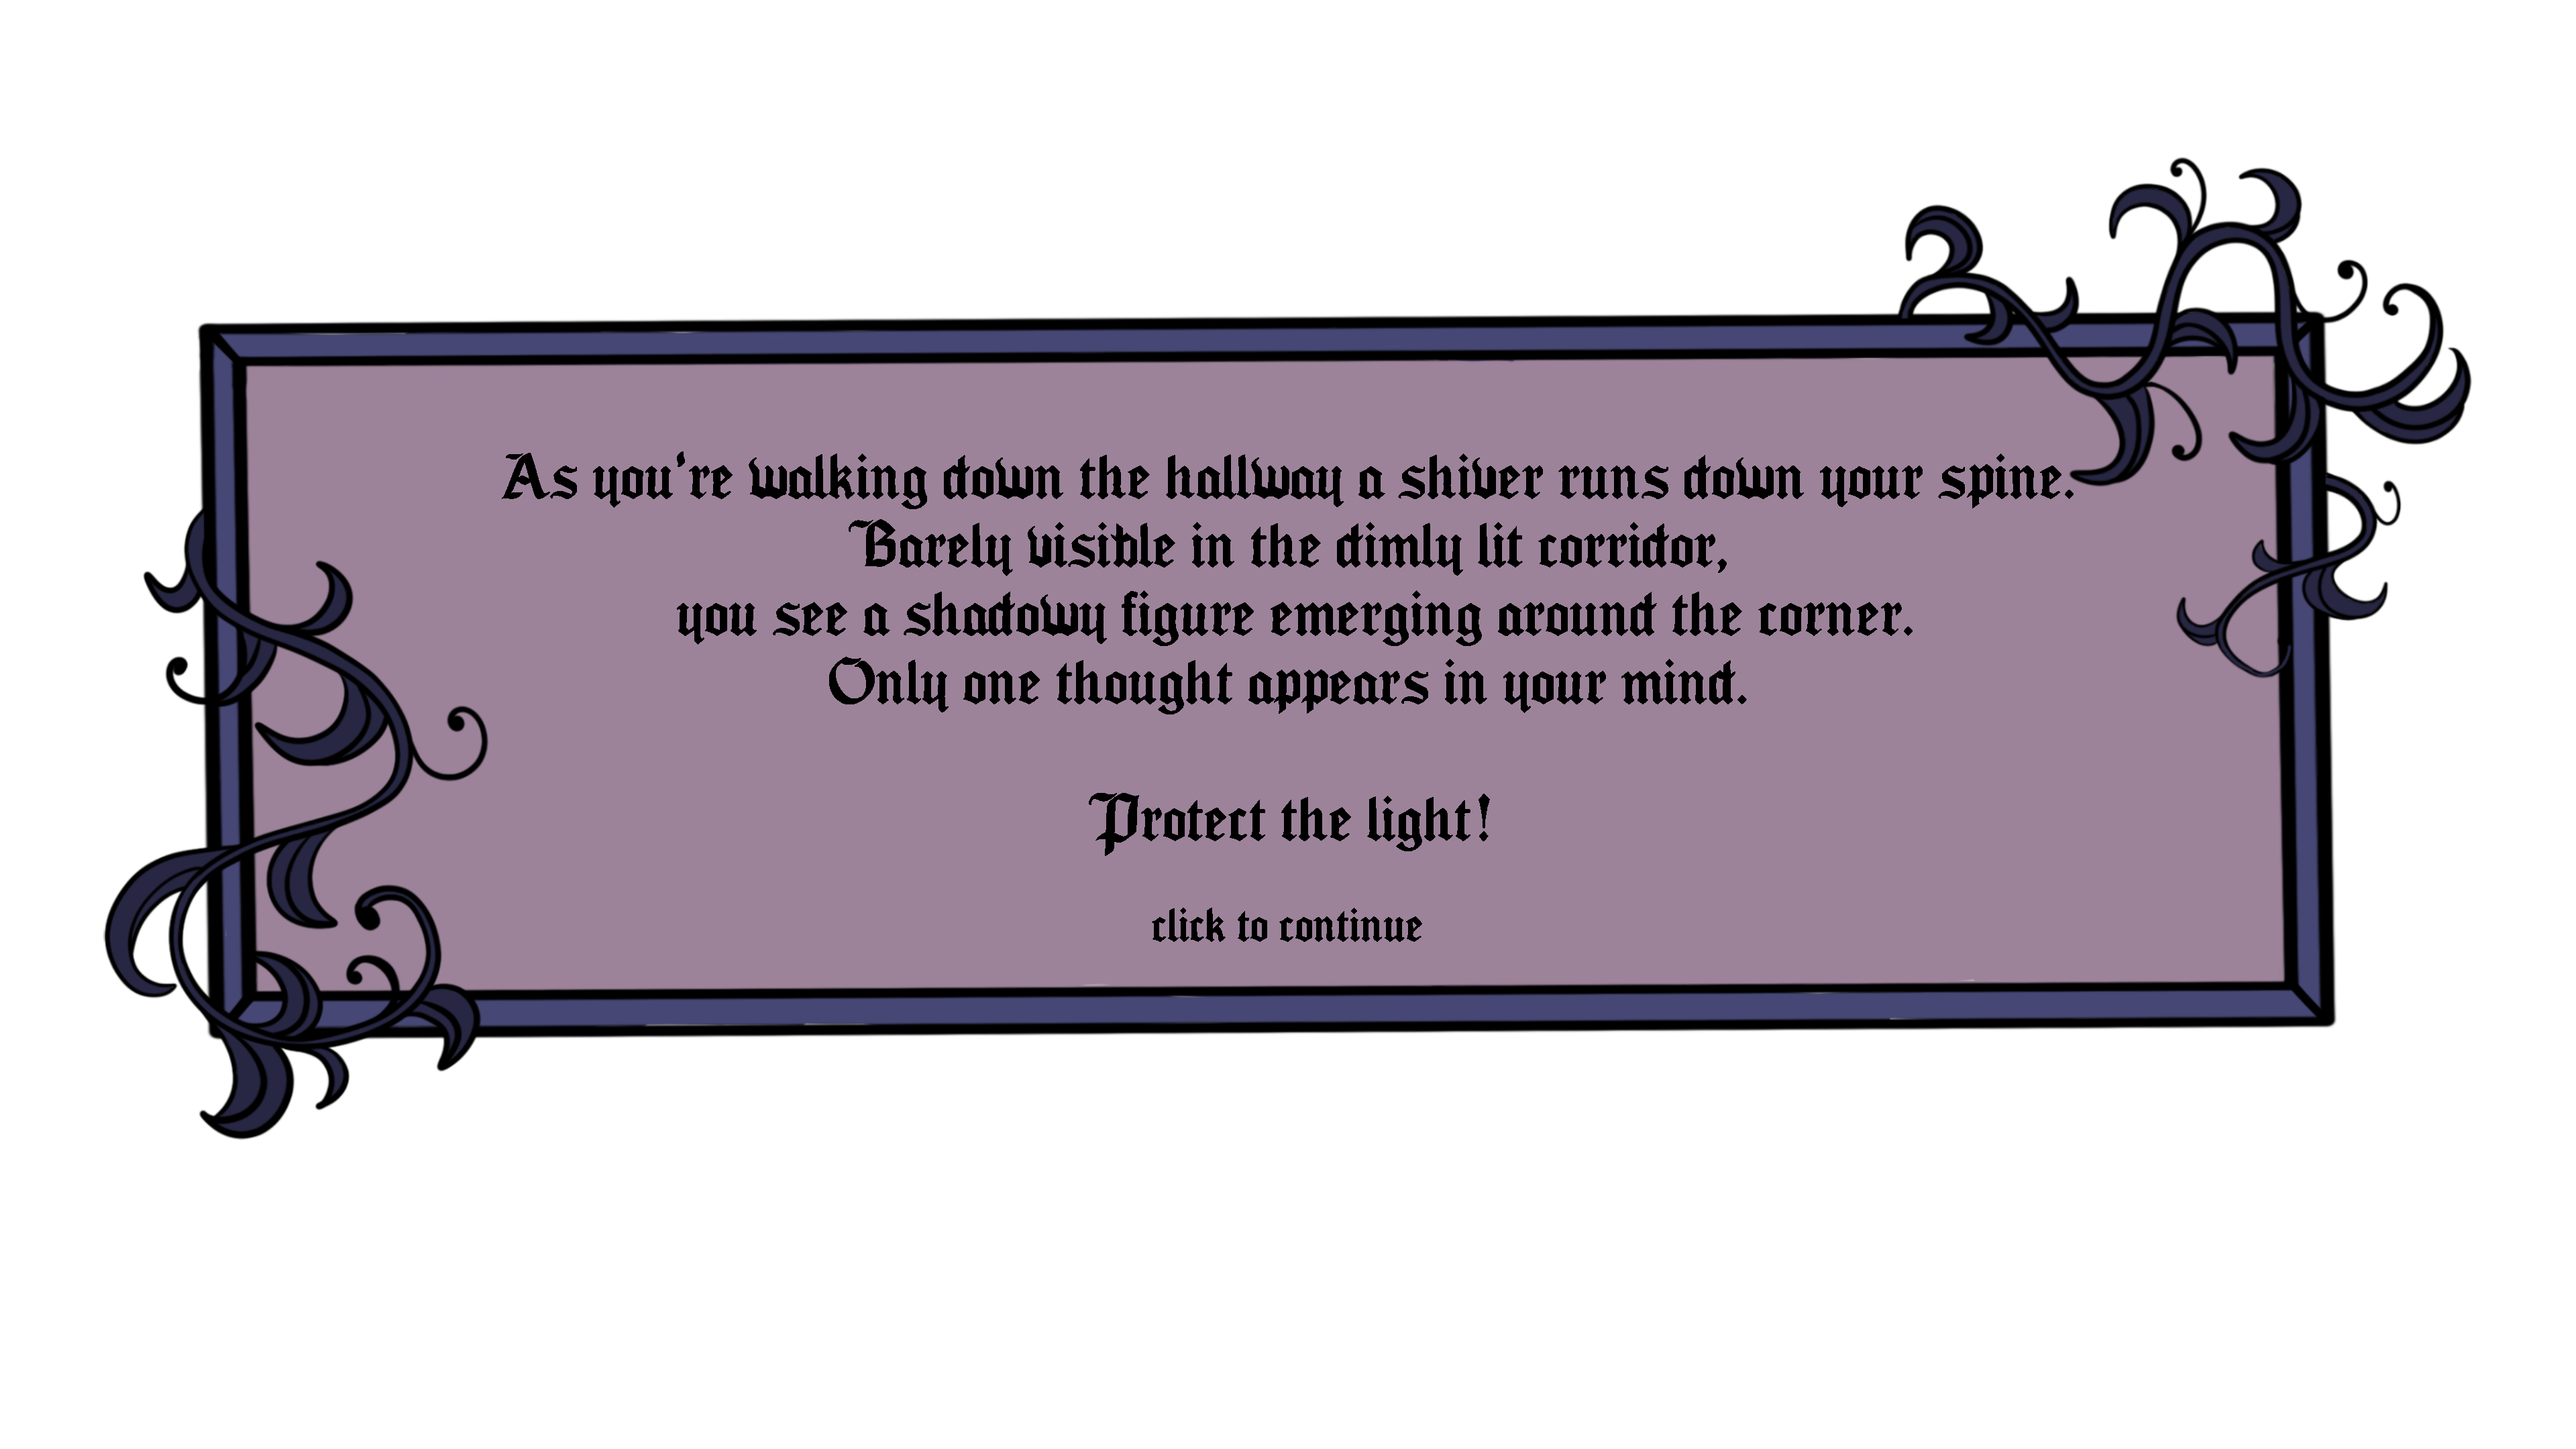 As you're walking down the hallway a shiver runs down your spine.
Barely visible in the dimly lit corridor,
you see a shadowy figure emerging around the corner.
Only one thought appears in your mind.
Protect the light!
click to continue